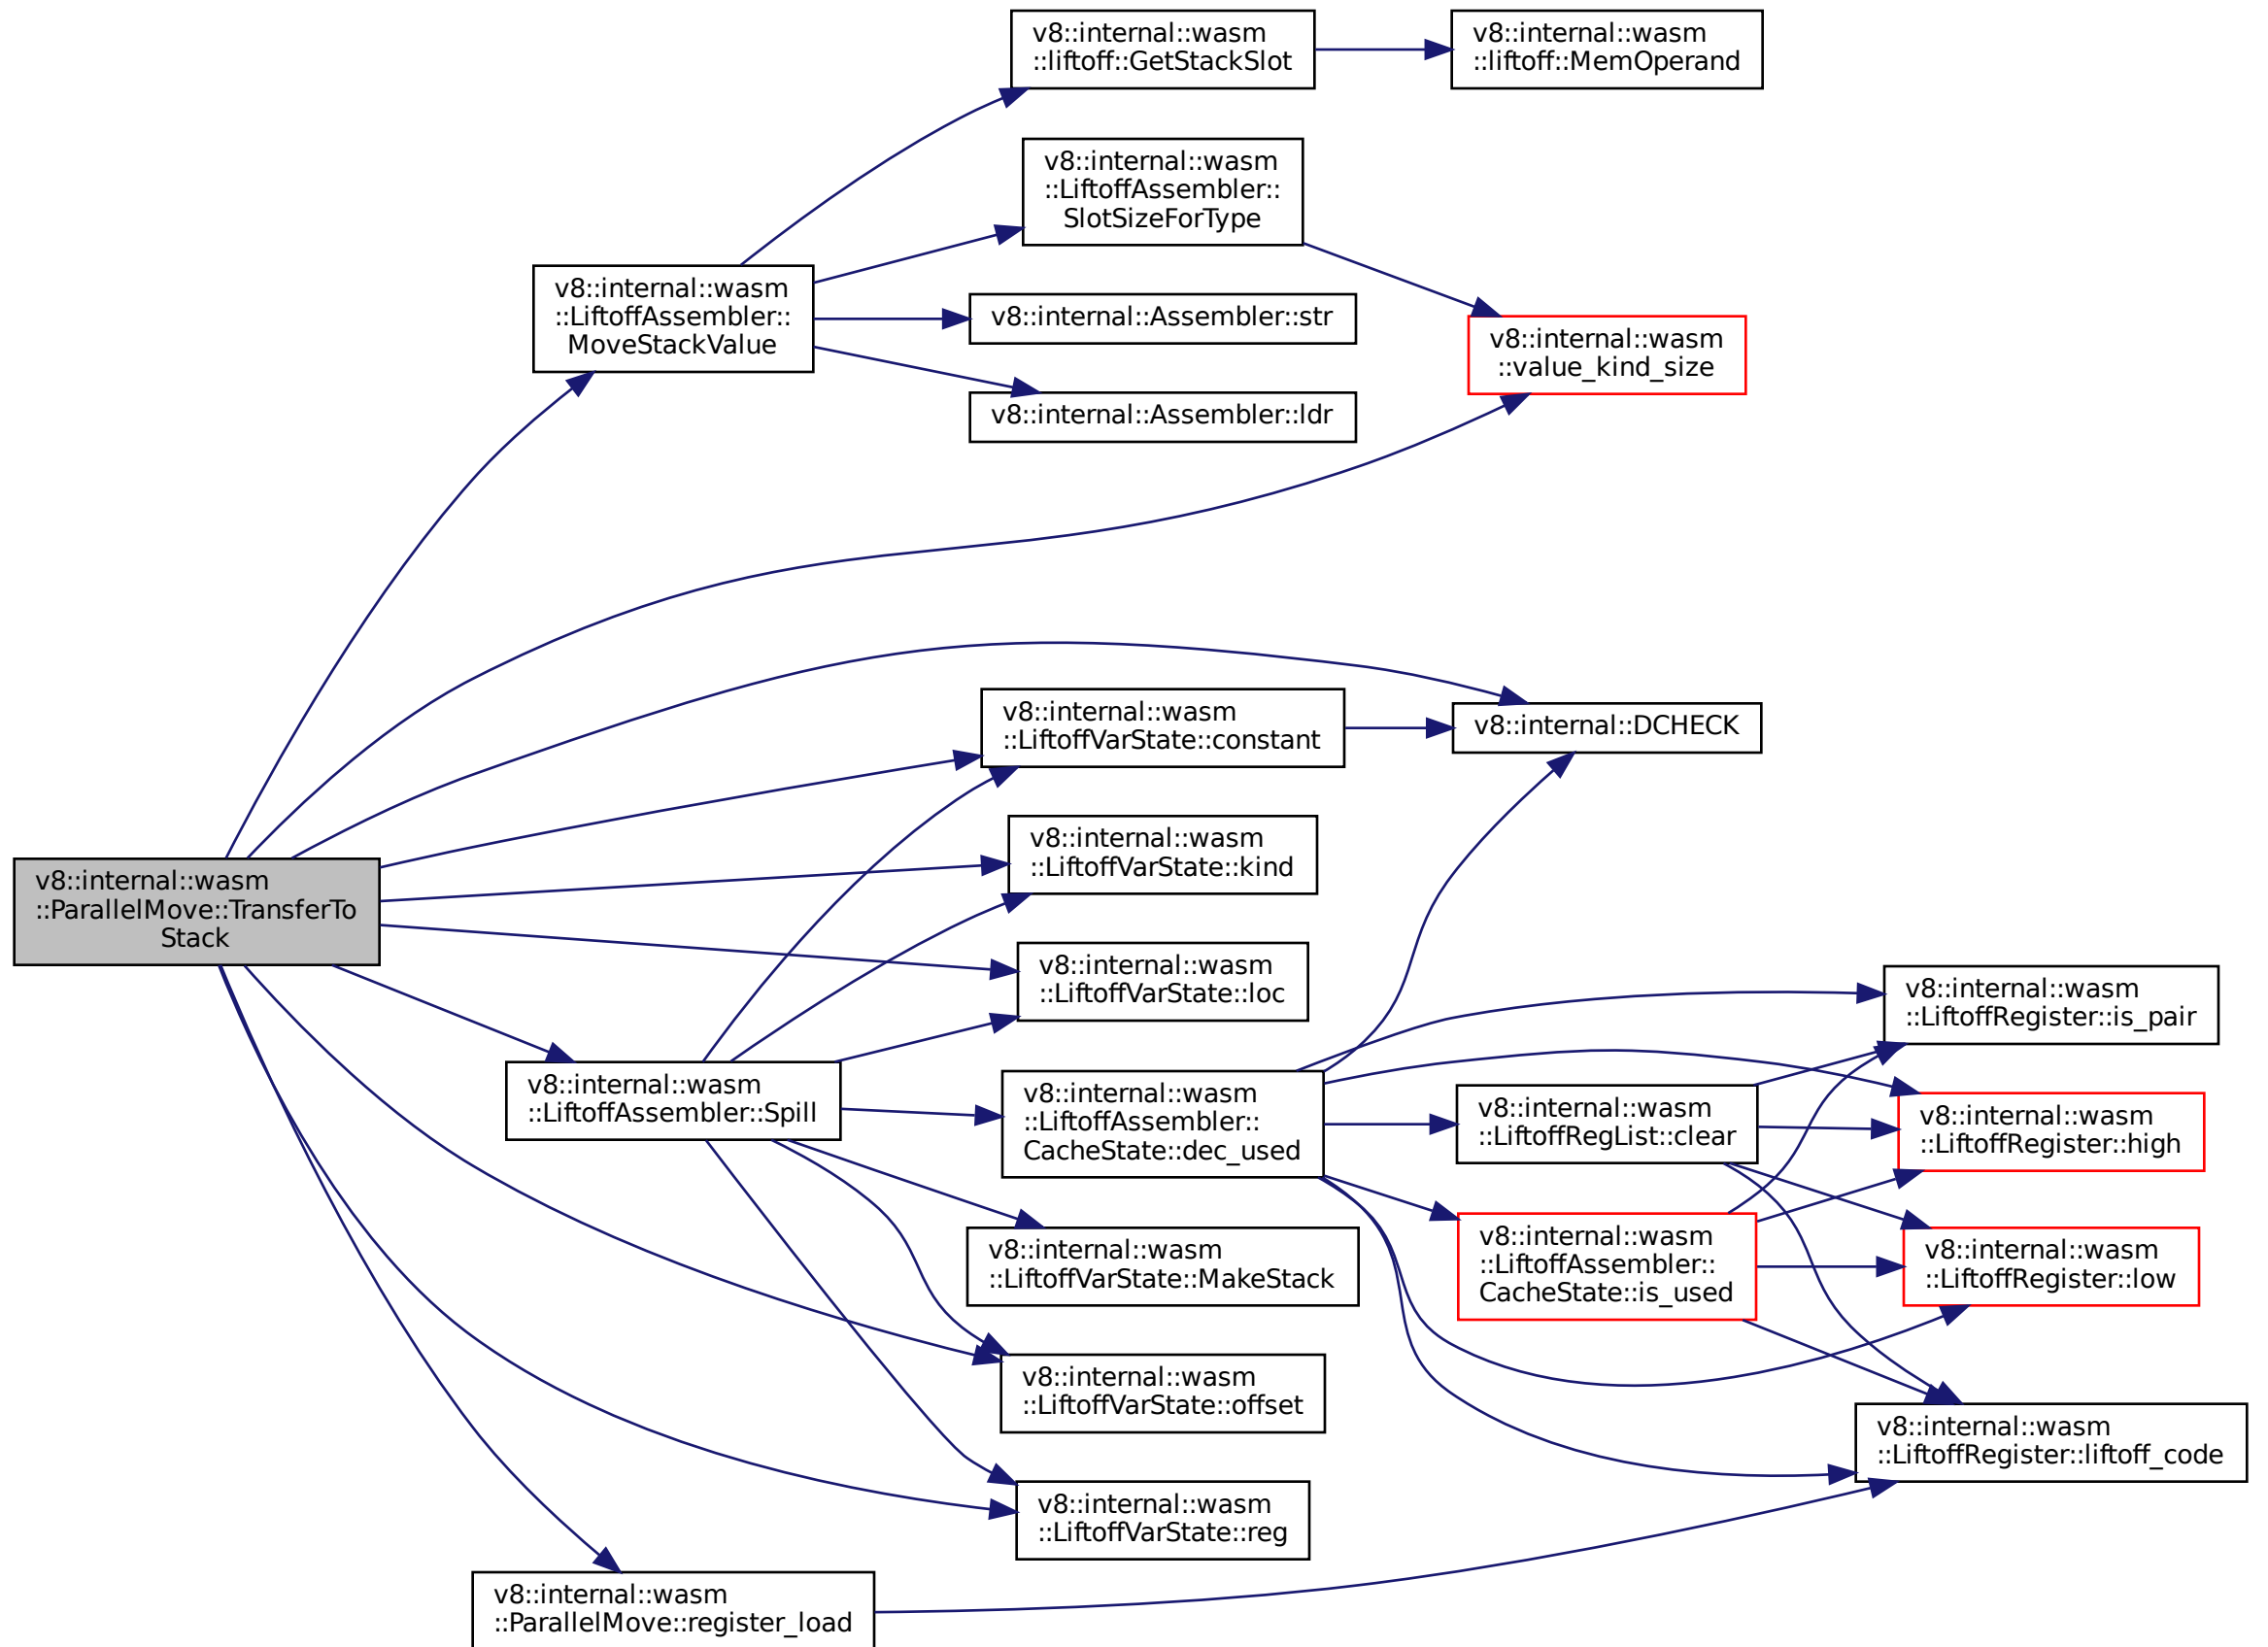 v8::internal::wasm
::liftoff::GetStackSlot
v8::internal::wasm
::liftoff::MemOperand
v8::internal::wasm
::LiftoffAssembler::
SlotSizeForType
v8::internal::wasm
::LiftoffAssembler::
MoveStackValue
v8::internal::Assembler::str
v8::internal::wasm
::value_kind_size
v8::internal::Assembler::ldr
v8::internal::wasm
::LiftoffVarState::constant
v8::internal::DCHECK
v8::internal::wasm
::LiftoffVarState::kind
v8::internal::wasm
::ParallelMove::TransferTo
Stack
v8::internal::wasm
::LiftoffVarState::loc
v8::internal::wasm
::LiftoffRegister::is_pair
v8::internal::wasm
::LiftoffAssembler::Spill
v8::internal::wasm
::LiftoffAssembler::
CacheState::dec_used
v8::internal::wasm
::LiftoffRegList::clear
v8::internal::wasm
::LiftoffRegister::high
v8::internal::wasm
::LiftoffVarState::MakeStack
v8::internal::wasm
::LiftoffAssembler::
CacheState::is_used
v8::internal::wasm
::LiftoffRegister::low
v8::internal::wasm
::LiftoffVarState::offset
v8::internal::wasm
::LiftoffRegister::liftoff_code
v8::internal::wasm
::LiftoffVarState::reg
v8::internal::wasm
::ParallelMove::register_load